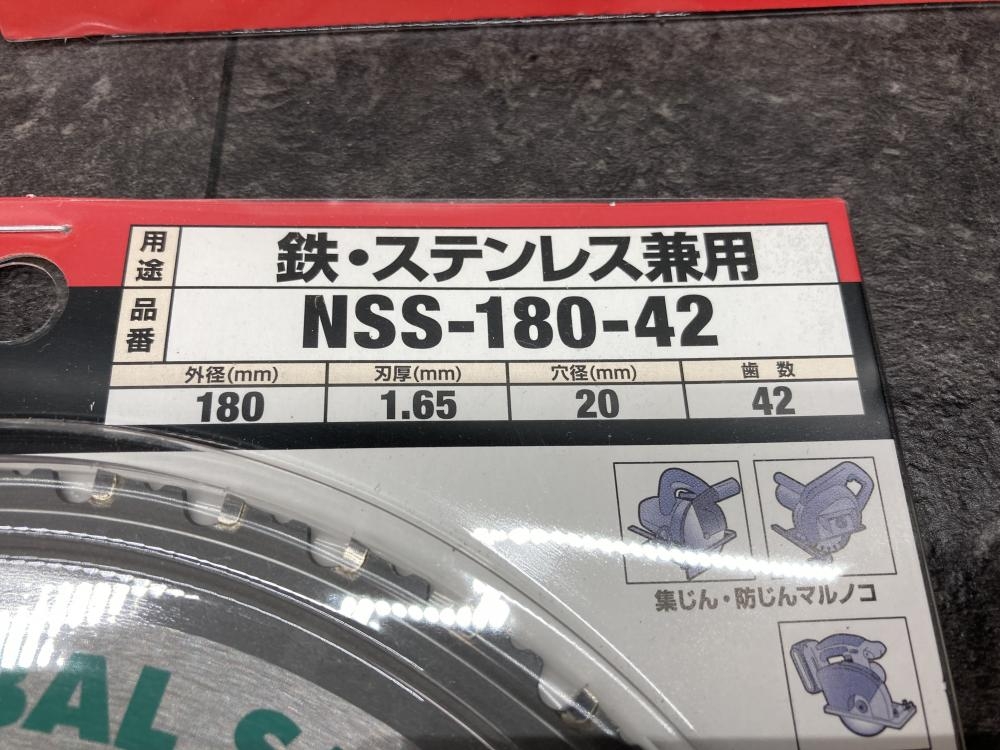 用途 鉄・ステンレス兼用
品番 NSS-180-42
外径(mm) 刃厚(mm) 穴径(mm) 歯数
180 1.65 20 42
集じん・防じんマルノコ
BAL S